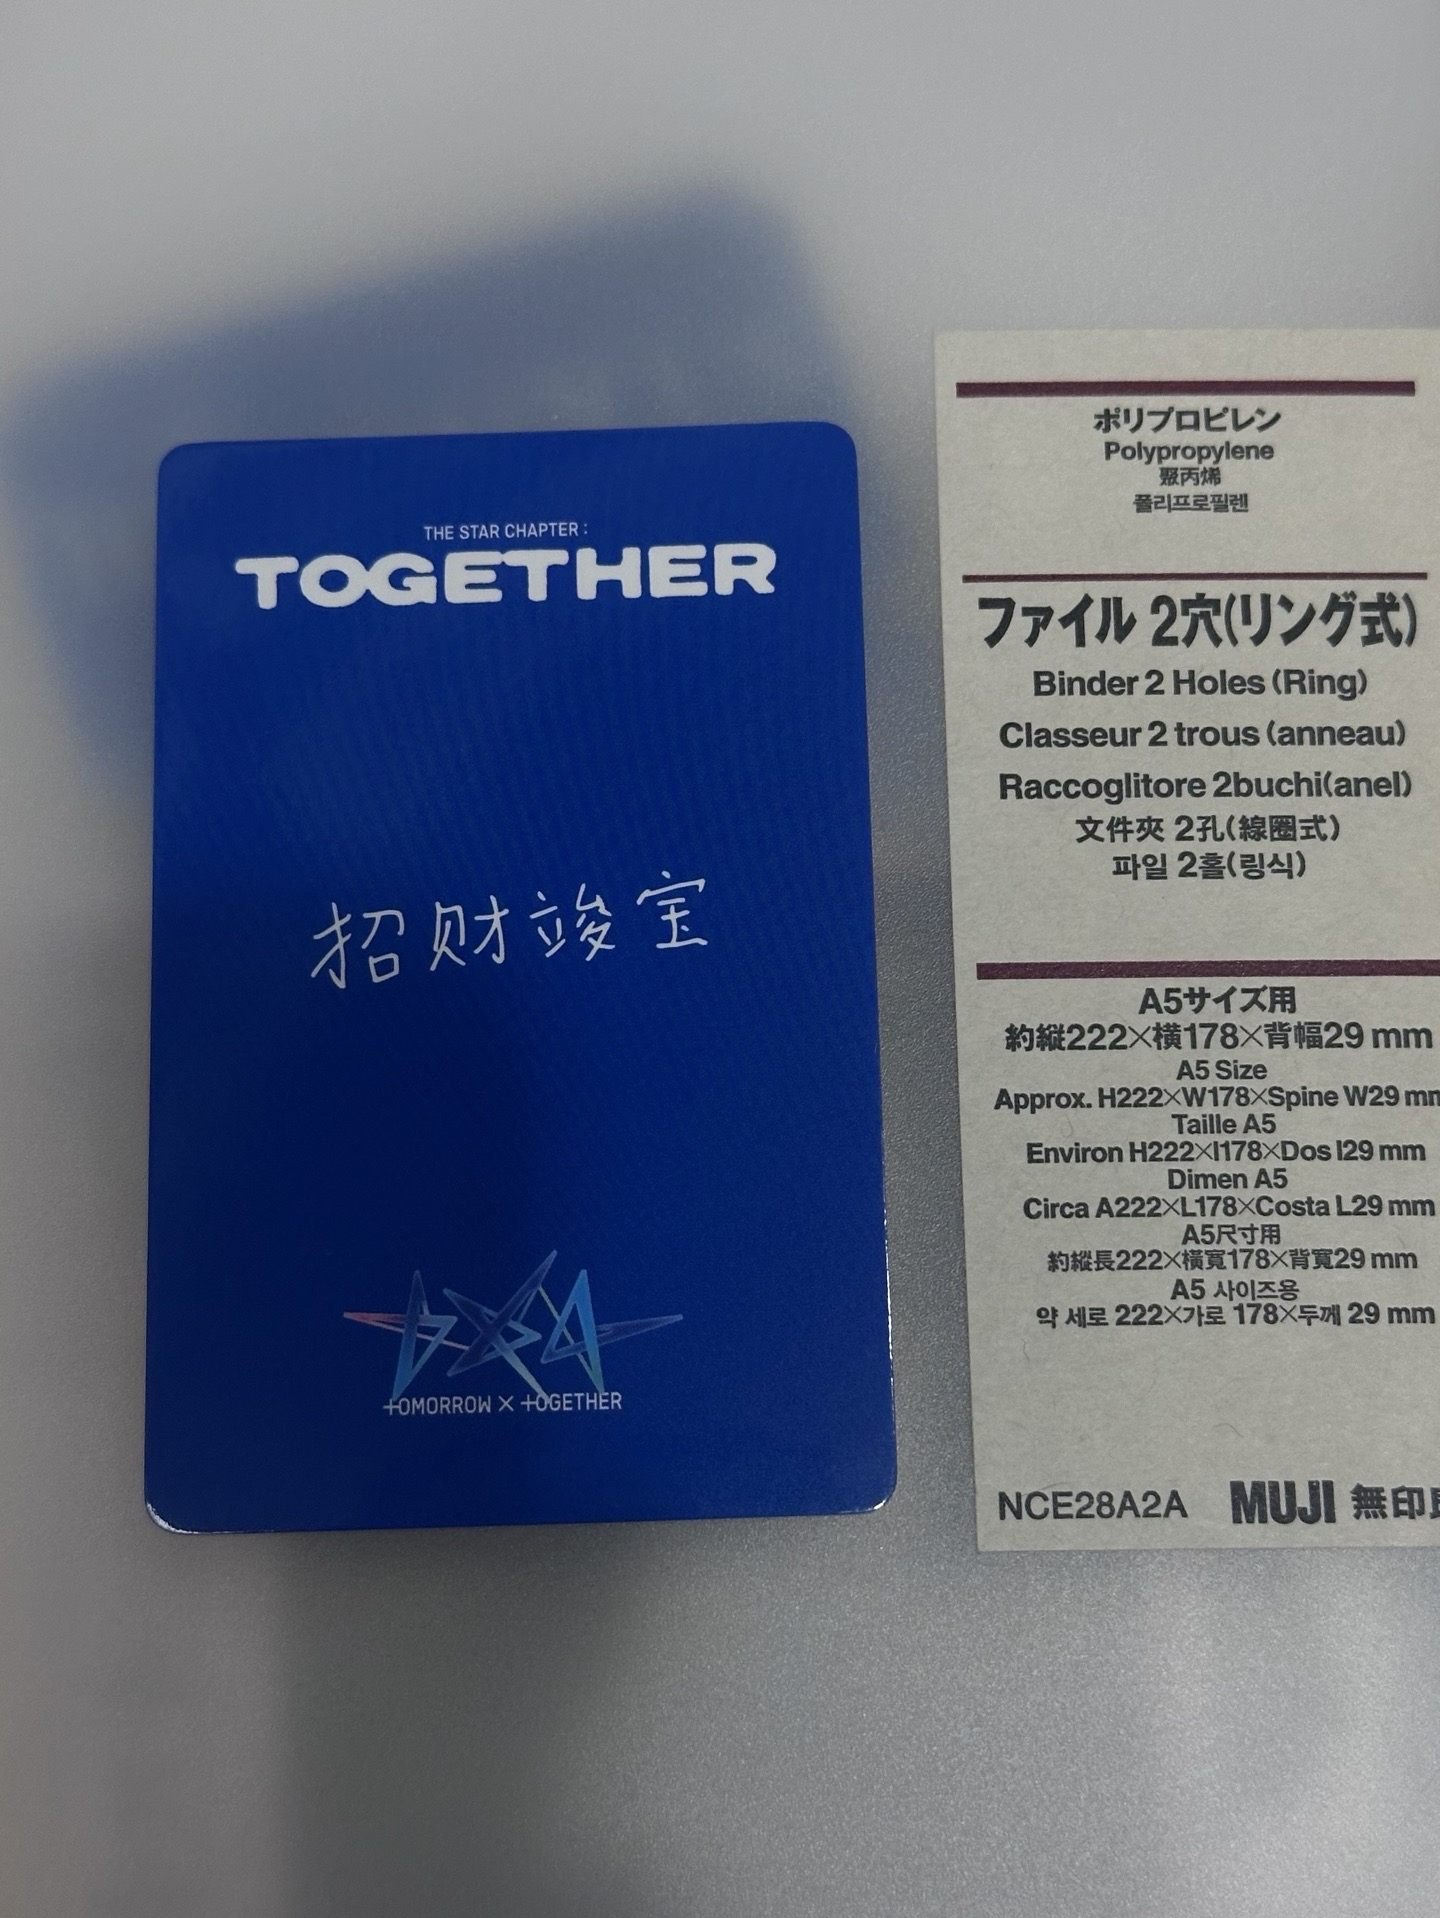 THE STAR CHAPTER :
TOGETHER
招财竣宝
TOMORROW X TOGETHER
ポリプロピレン
Polypropylene
聚丙烯
폴리프로필렌
ファイル 2穴(リング式)
Binder 2 Holes (Ring)
Classeur 2 trous (anneau)
Raccoglitore 2buchi(anel)
文件夾 2孔(線圈式)
파일 2홀(링식)
A5サイズ用
約縦222×横178×背幅29 mm
A5 Size
Approx. H222×W178×Spine W29 mm
Taille A5
Environ H222×l178×Dos l29 mm
Dimen A5
Circa A222×L178×Costa L29 mm
A5尺寸用
約縱長222×橫寬178×背寬29 mm
A5 사이즈용
약 세로 222×가로 178×두께 29 mm
NCE28A2A MUJI 無印